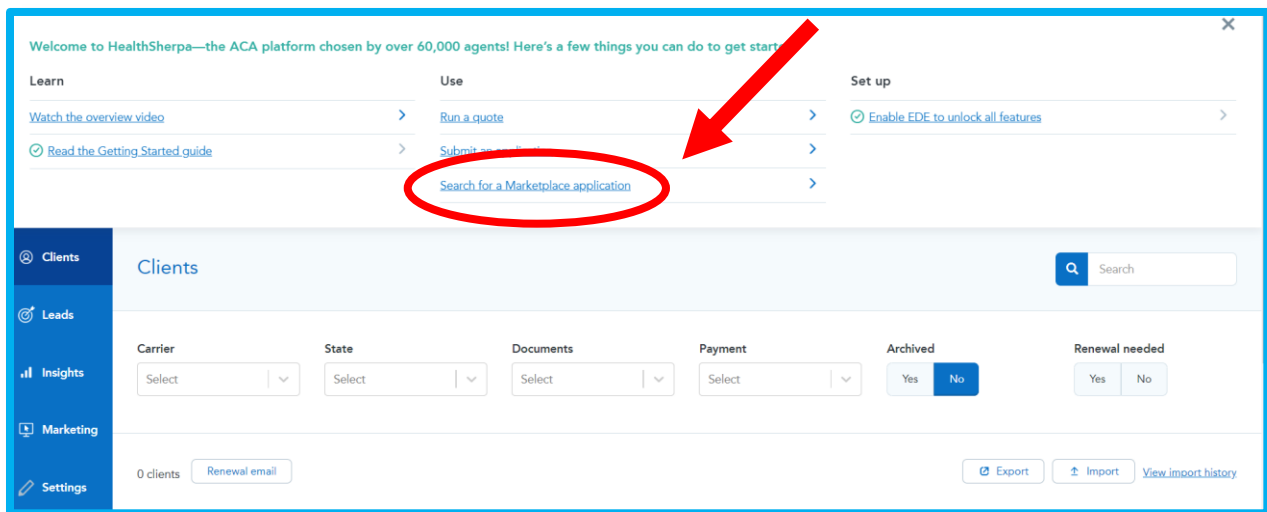 Welcome to HealthSherpa—the ACA platform chosen by over 60,000 agents! Here's a few things you can do to get
Learn
Use
Set up
Watch the overview video
Run a quote
Enable EDE to unlock all features
Read the Getting Started guide
Submit an
Search for a Marketplace application
Clients
Leads
Insights
Marketing
Settings
Clients
Search
Carrier
State
Documents
Payment
Archived
Renewal needed
Select
Select
Select
Select
Yes
No
Yes
No
0 clients
Renewal email
Export
Import
View import history